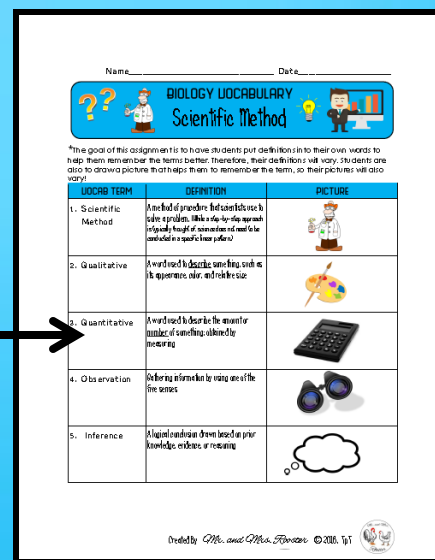 Name Date
BIOLOGY VOCABULARY
Scientific Method
*The goal of this assignment is to have students put definitions in to their own words to
help them remember the terms better. Therefore, their definitions will vary. Students are
also to draw a picture that helps them to remember the term, so their pictures will also
vary!
VOCAB TERM DEFINITION PICTURE
1. Scientific
Method
A method of procedure that scientists use to
solve a problem. (While a step-by-step approach
is typically thought of, science does not need to be
conducted in a specific linear pattern.)
2. Qualitative
A word used to describe something, such as
its appearance, color, and relative size
3. Quantitative
A word used to describe the amount or
number of something; obtained by
measuring
4. Observation
Gathering information by using one of the
five senses
5. Inference
A logical conclusion drawn based on prior
knowledge, evidence, or reasoning
Created by Mr. and Mrs. Rooster © 2016, TpT